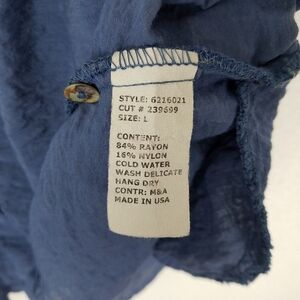 STYLE: 6216021
CUT # 239699
SIZE: L
CONTENT:
84% RAYON
16% NYLON
COLD WATER
WASH DELICATE
HANG DRY
CONTR: M&A
MADE IN USA